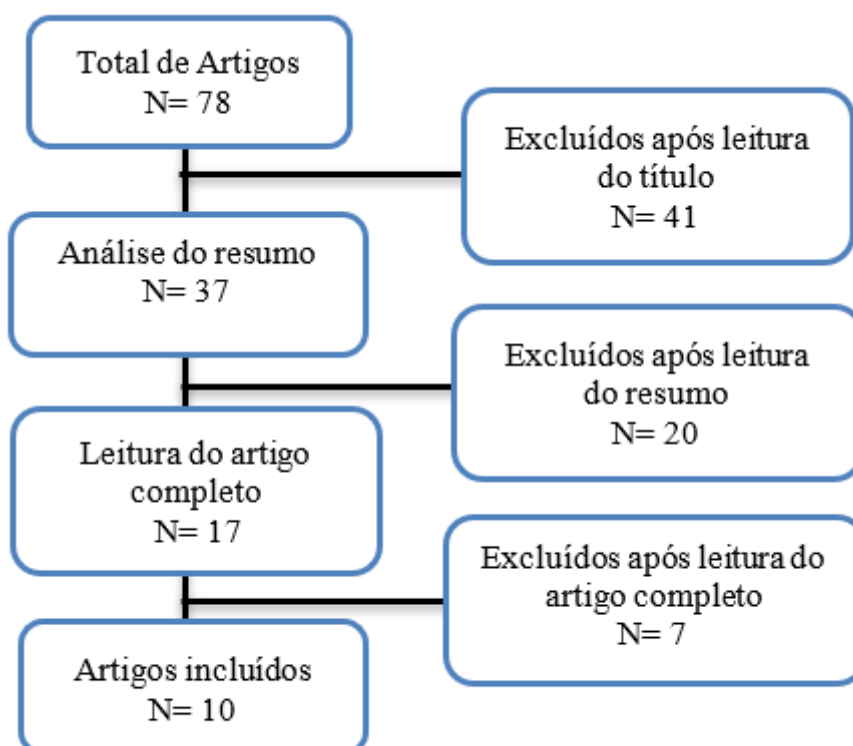 Total de Artigos
N= 78
Excluídos após leitura
do título
N= 41
Análise do resumo
N= 37
Excluídos após leitura
do resumo
N= 20
Leitura do artigo
completo
N= 17
Excluídos após leitura do
artigo completo
N= 7
Artigos incluídos
N= 10